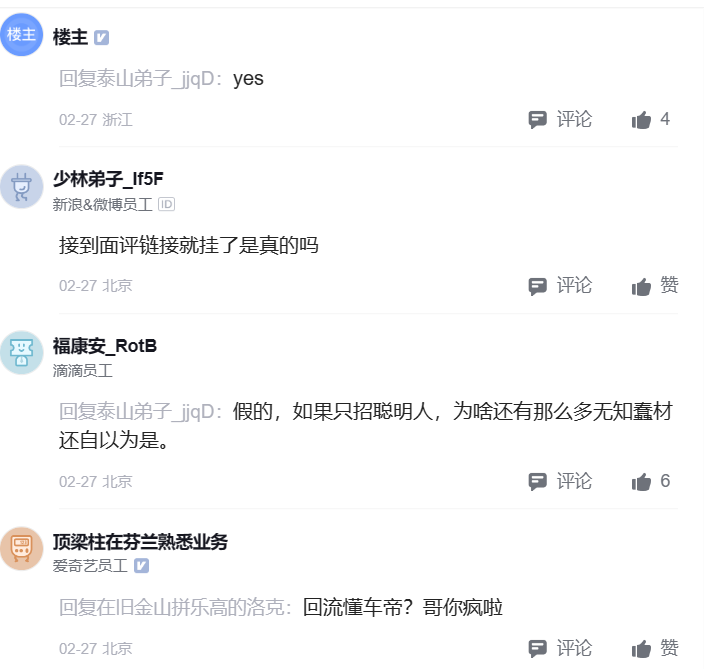 楼主
楼主
回复泰山弟子_jjqD：yes
02-27 浙江
评论
4
少林弟子_If5F
新浪&微博员工 ID
接到面评链接就挂了是真的吗
02-27 北京
评论
赞
福康安_RotB
滴滴员工
回复泰山弟子_jjqD：假的，如果只招聪明人，为啥还有那么多无知蠢材
还自以为是。
02-27 北京
评论
6
顶梁柱在芬兰熟悉业务
爱奇艺员工
回复在旧金山拼乐高的洛克：回流懂车帝？哥你疯啦
02-27 北京
评论
赞